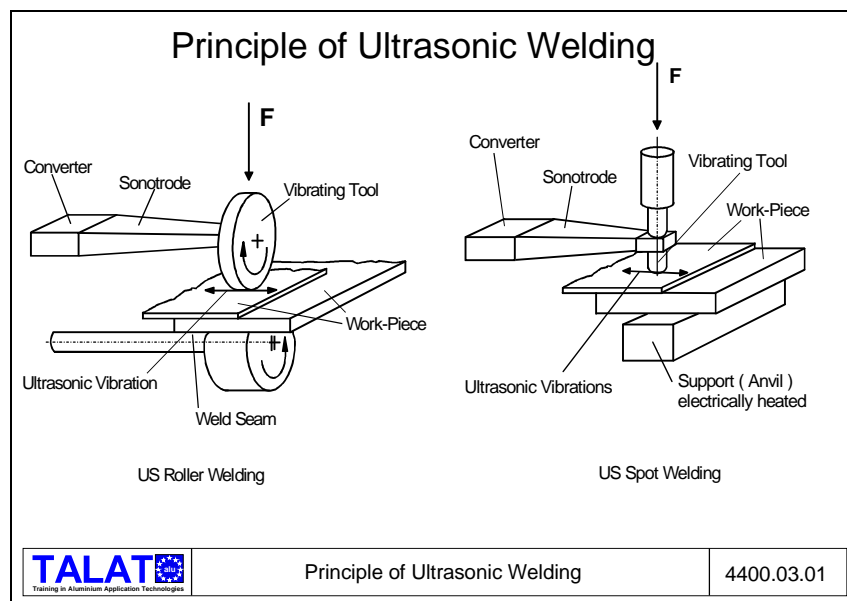 Principle of Ultrasonic Welding
F
Converter
Sonotrode
Vibrating Tool
Work-Piece
Ultrasonic Vibration
Weld Seam
US Roller Welding
F
Converter
Sonotrode
Vibrating Tool
Work-Piece
Ultrasonic Vibrations
Support ( Anvil )
electrically heated
US Spot Welding
TALAT
alu
Training in Aluminium Application Technologies
Principle of Ultrasonic Welding
4400.03.01